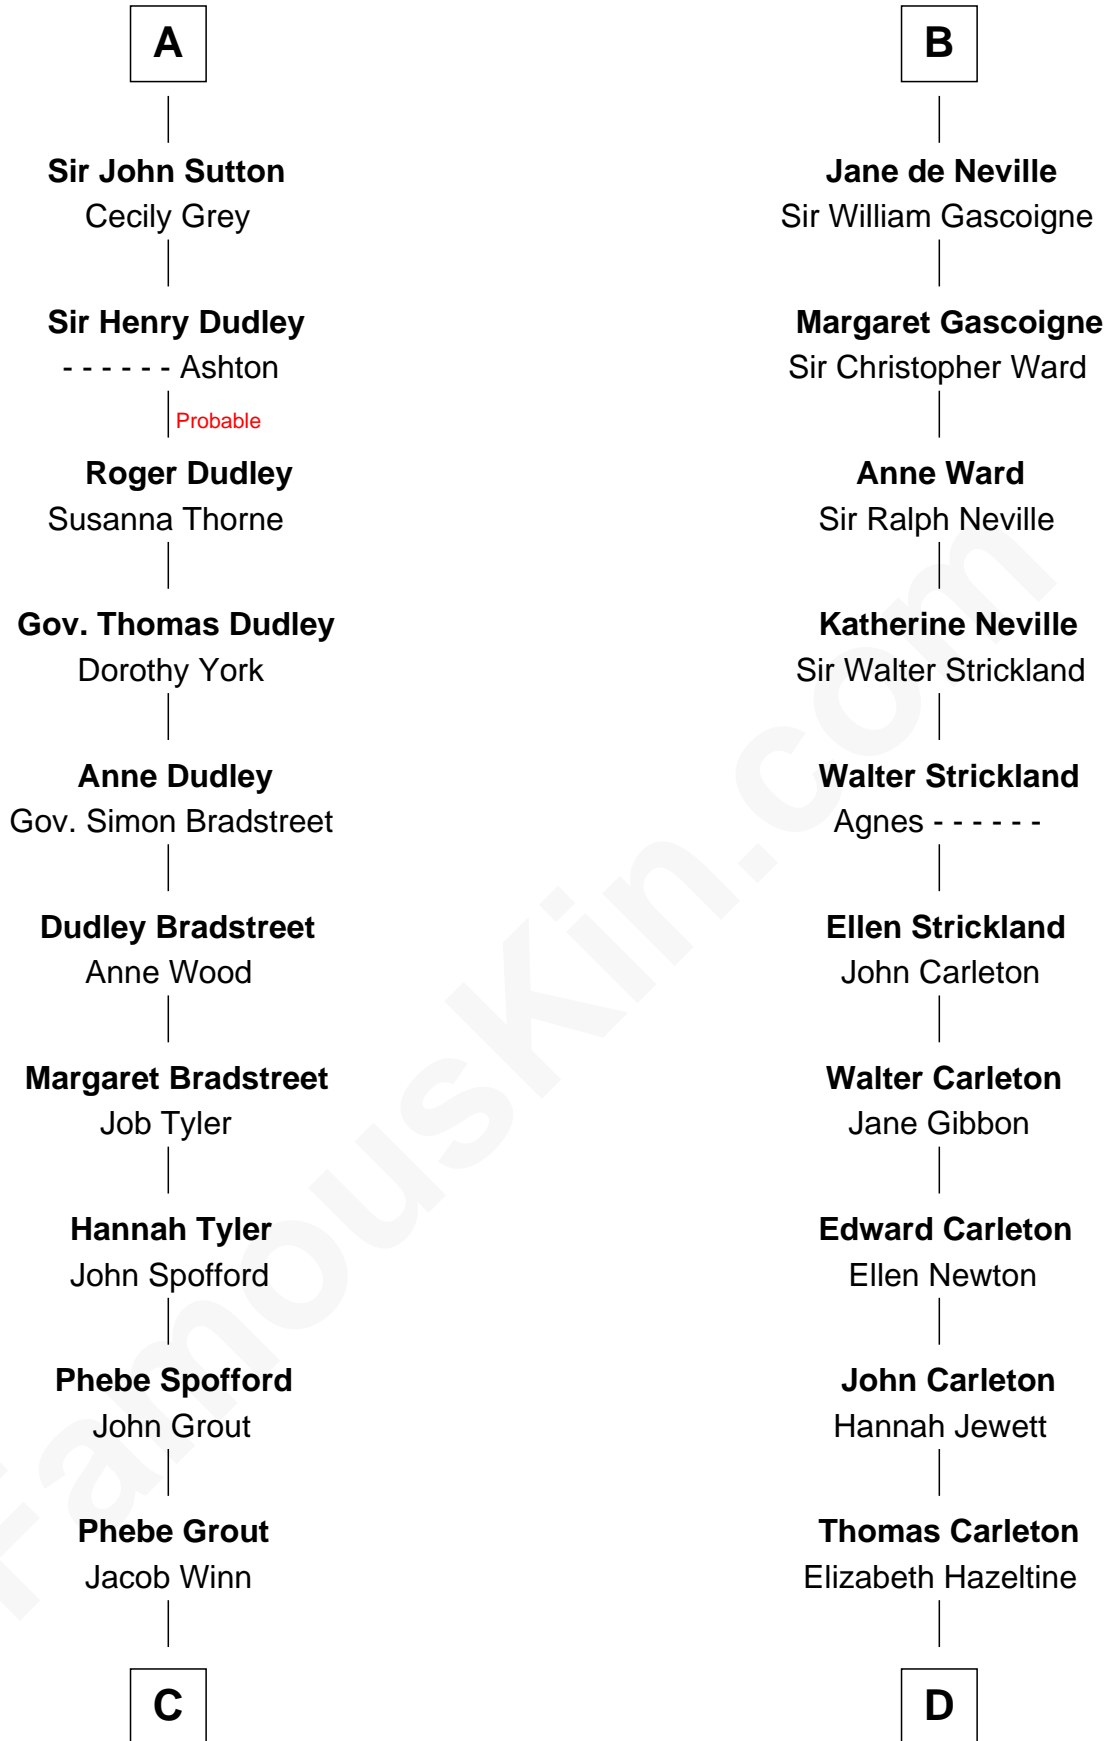 A
Sir John Sutton
Cecily Grey
Sir Henry Dudley
- - - - - - Ashton
Probable
Roger Dudley
Susanna Thorne
Gov. Thomas Dudley
Dorothy York
Anne Dudley
Gov. Simon Bradstreet
Dudley Bradstreet
Anne Wood
Margaret Bradstreet
Job Tyler
Hannah Tyler
John Spofford
Phebe Spofford
John Grout
Phebe Grout
Jacob Winn
C
B
Jane de Neville
Sir William Gascoigne
Margaret Gascoigne
Sir Christopher Ward
Anne Ward
Sir Ralph Neville
Katherine Neville
Sir Walter Strickland
Walter Strickland
Agnes - - - - - -
Ellen Strickland
John Carleton
Walter Carleton
Jane Gibbon
Edward Carleton
Ellen Newton
John Carleton
Hannah Jewett
Thomas Carleton
Elizabeth Hazeltine
D
FamousKin.com